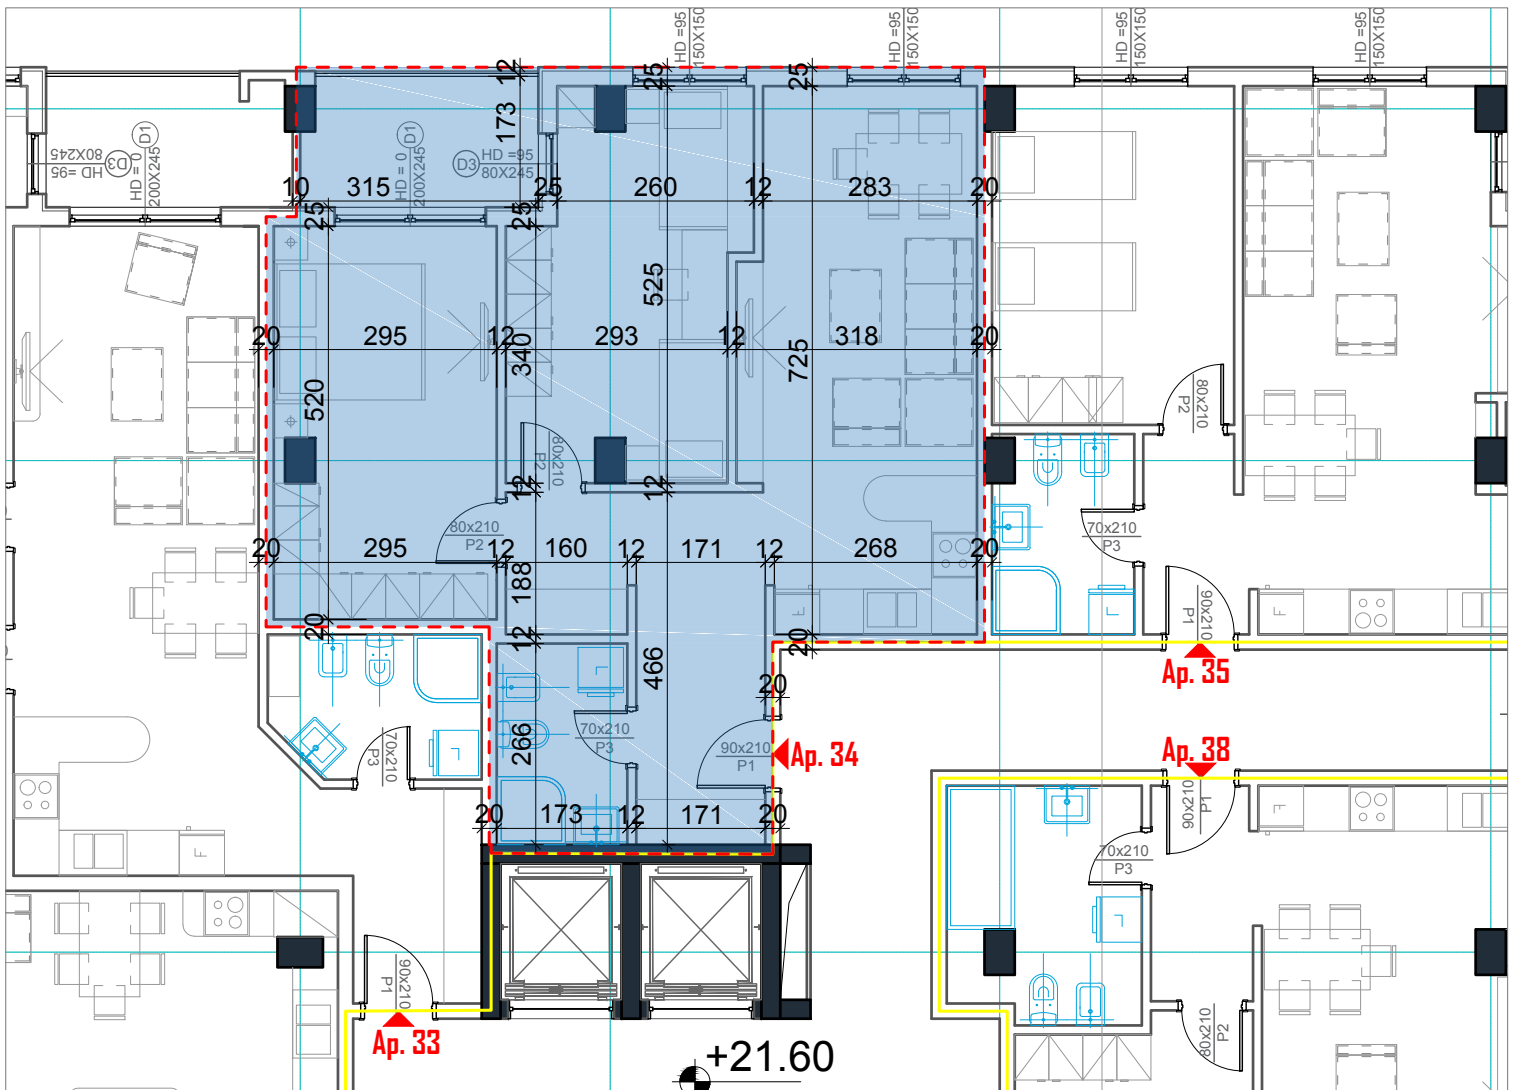 HD =95
150X150
HD =95
150X150
HD =95
150X150
HD =95
150X150
12
25
25
173
D3
HD =95
80X245
D1
HD = 0
200X245
D1
HD = 0
200X245
D3
HD =95
80X245
10
315
25
260
12
283
20
25
25
525
20
295
12
340
293
12
725
318
20
520
80x210
P2
80x210
P2
12
12
80x210
P2
70x210
P3
20
295
12
160
12
171
12
268
20
188
F
F
90x210
P1
20
12
466
20
20
Ap. 35
70x210
P3
266
70x210
P3
90x210
P1
Ap. 34
Ap. 38
90x210
P1
F
F
20
173
12
171
20
70x210
P3
90x210
P1
Ap. 33
80x210
P2
+21.60